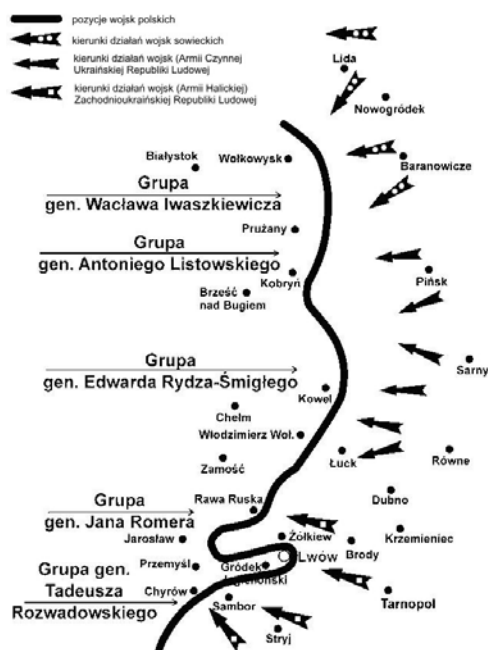 pozycje wojsk polskich
kierunki działań wojsk sowieckich
kierunki działań wojsk (Armii Czynnej
Ukraińskiej Republiki Ludowej
kierunki działań wojsk (Armii Halickiej)
Zachodnioukraińskiej Republiki Ludowej
Lida
Nowogródek
Białystok
Wołkowysk
Baranowicze
Grupa
gen. Wacława Iwaszkiewicza
Prużany
Grupa
gen. Antoniego Listowskiego
Kobryń
Pińsk
Brześć
nad Bugiem
Grupa
gen. Edwarda Rydza-Śmigłego
Sarny
Kowel
Chełm
Włodzimierz Woł.
Zamość
Łuck
Równe
Rawa Ruska
Dubno
Grupa
gen. Jana Romera
Jarosław
Żółkiew
Brody
Krzemieniec
Lwów
Przemyśl
Gródek
Jagielloński
Grupa gen.
Tadeusza
Rozwadowskiego
Chyrów
Sambor
Tarnopol
Stryj